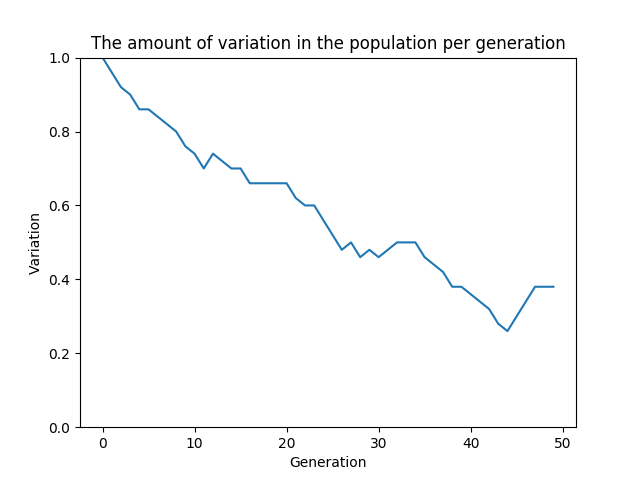 The amount of variation in the population per generation
1.0
0.8
0.6
0.4
0.2
0.0
Variation
0 10 20 30 40 50
Generation